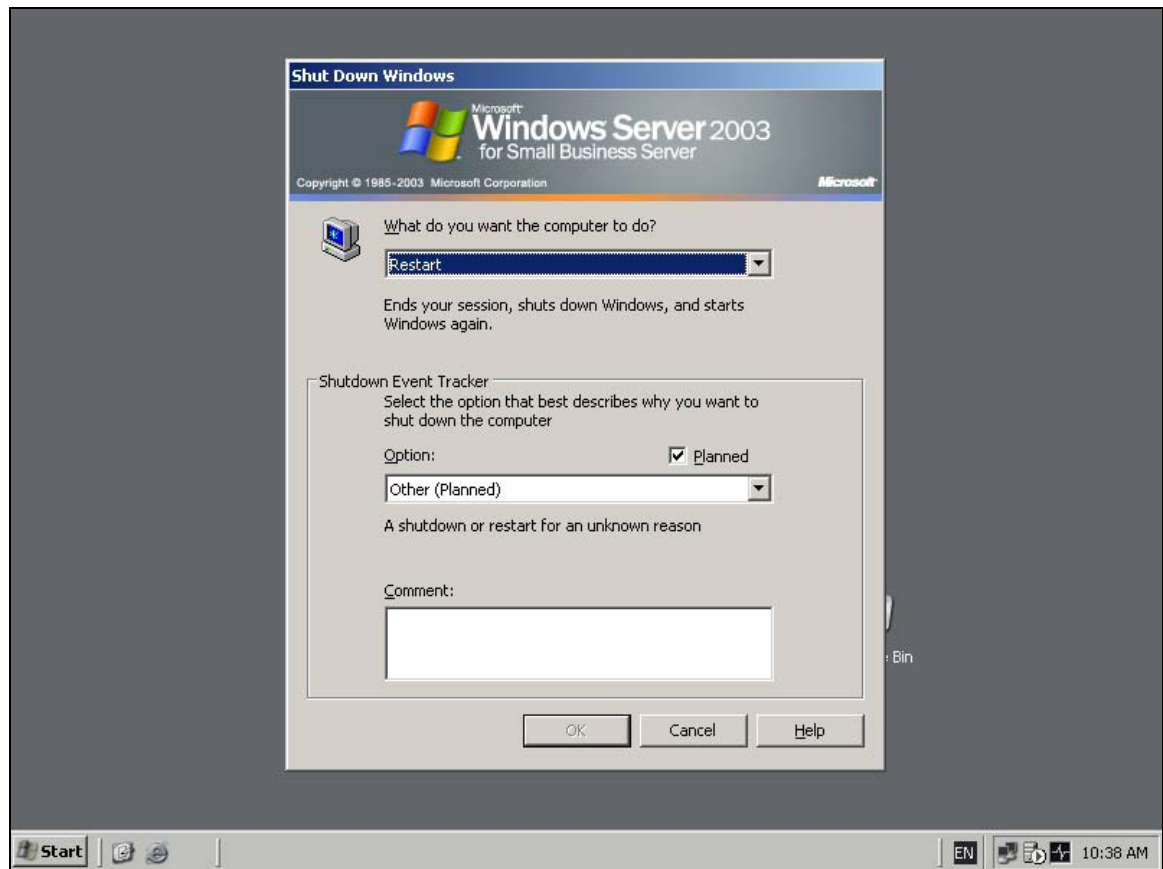 Shut Down Windows
Microsoft
Windows Server 2003
for Small Business Server
Copyright © 1985-2003 Microsoft Corporation
Microsoft
What do you want the computer to do?
Restart
Ends your session, shuts down Windows, and starts
Windows again.
Shutdown Event Tracker
Select the option that best describes why you want to
shut down the computer
Option:
Planned
Other (Planned)
A shutdown or restart for an unknown reason
Comment:
Bin
OK
Cancel
Help
Start
EN
10:38 AM